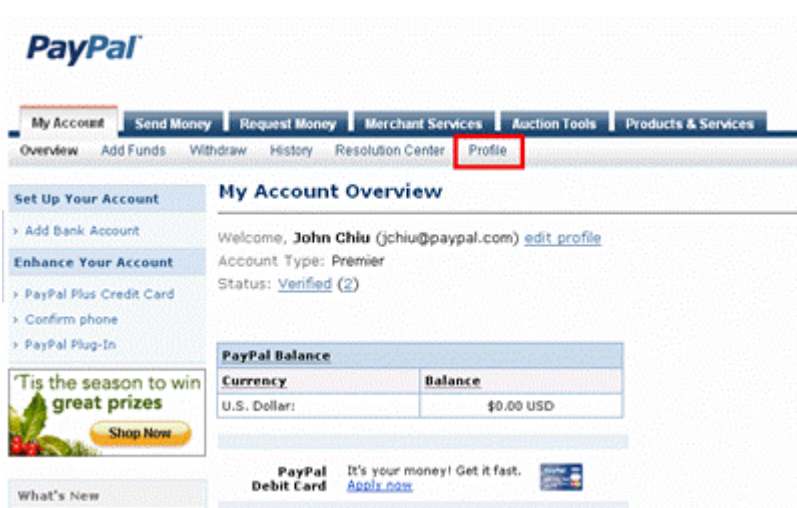 PayPal
My Account Send Money Request Money Merchant Services Auction Tools Products & Services
Overview Add Funds Withdraw History Resolution Center Profile
Set Up Your Account
› Add Bank Account
Enhance Your Account
› PayPal Plus Credit Card
› Confirm phone
› PayPal Plug-In
'Tis the season to win
great prizes
Shop Now
What's New
My Account Overview
Welcome, John Chiu (jchiu@paypal.com) edit profile
Account Type: Premier
Status: Verified (2)
PayPal Balance
Currency Balance
U.S. Dollar: $0.00 USD
PayPal
Debit Card
It's your money! Get it fast.
Apply now